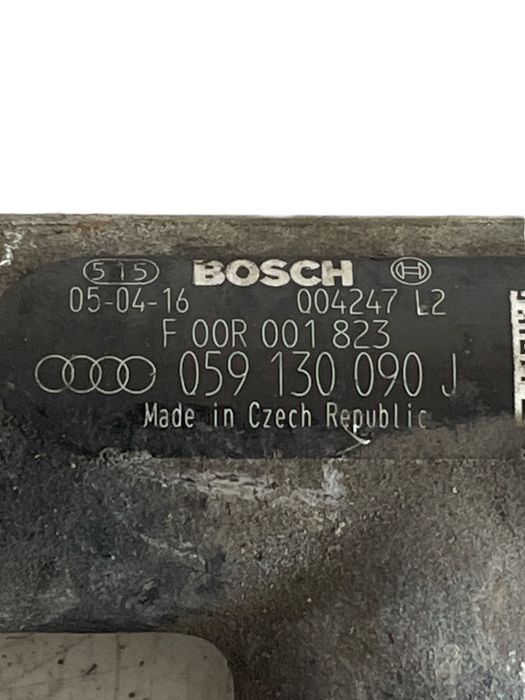 515 BOSCH
05-04-16 004247 L2
F 00R 001 823
059 130 090 J
Made in Czech Republic